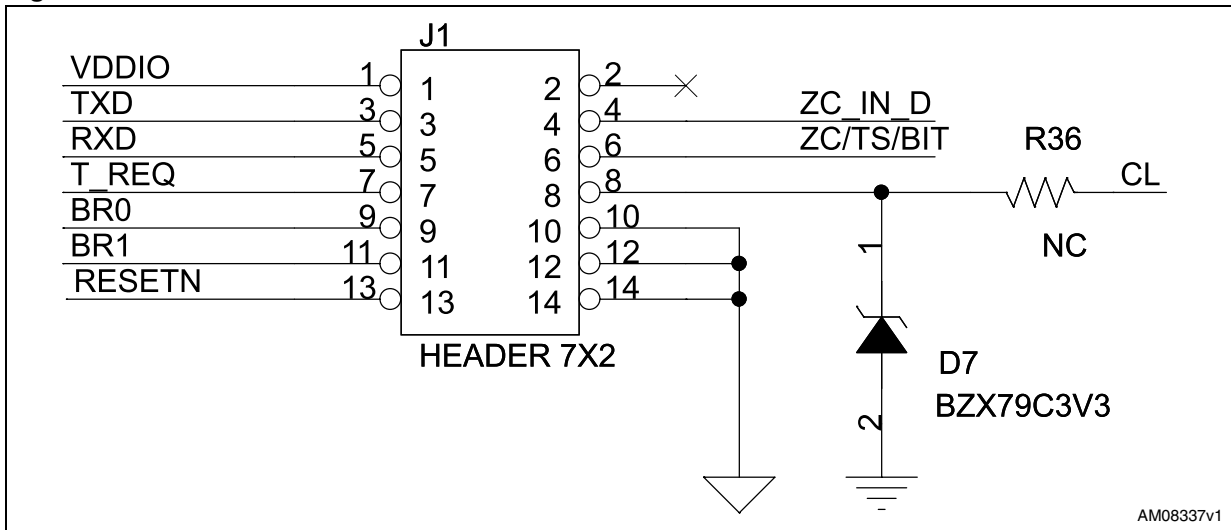 J1
VDDIO 1 1 2 2
TXD 3 3 4 4 ZC_IN_D
RXD 5 5 6 6 ZC/TS/BIT R36
T_REQ 7 7 8 8 CL
BR0 9 9 10 10 NC
BR1 11 11 12 12 1
RESETN 13 13 14 14
HEADER 7X2
D7
BZX79C3V3
2
AM08337v1